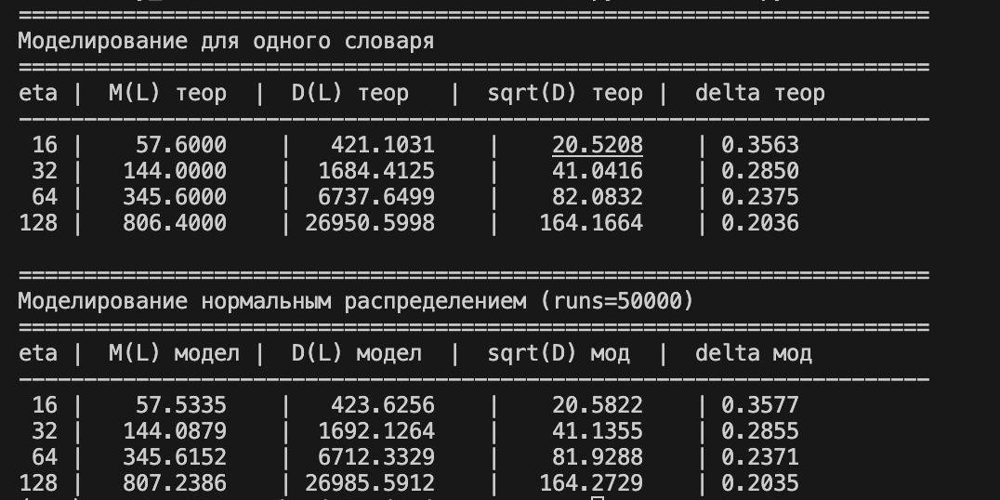 ======================================================================
Моделирование для одного словаря
======================================================================
eta |  M(L) теор  |  D(L) теор   |  sqrt(D) теор |  delta теор
----------------------------------------------------------------------
 16 |    57.6000    |   421.1031    |    20.5208    | 0.3563
 32 |   144.0000    |  1684.4125    |    41.0416    | 0.2850
 64 |   345.6000    |  6737.6499    |    82.0832    | 0.2375
128 |   806.4000    | 26950.5998    |   164.1664    | 0.2036
======================================================================
Моделирование нормальным распределением (runs=50000)
======================================================================
eta |  M(L) модел |  D(L) модел  |  sqrt(D) мод  |  delta мод
----------------------------------------------------------------------
 16 |    57.5335    |   423.6256    |    20.5822    | 0.3577
 32 |   144.0879    |  1692.1264    |    41.1355    | 0.2855
 64 |   345.6152    |  6712.3329    |    81.9288    | 0.2371
128 |   807.2386    | 26985.5912    |   164.2729    | 0.2035